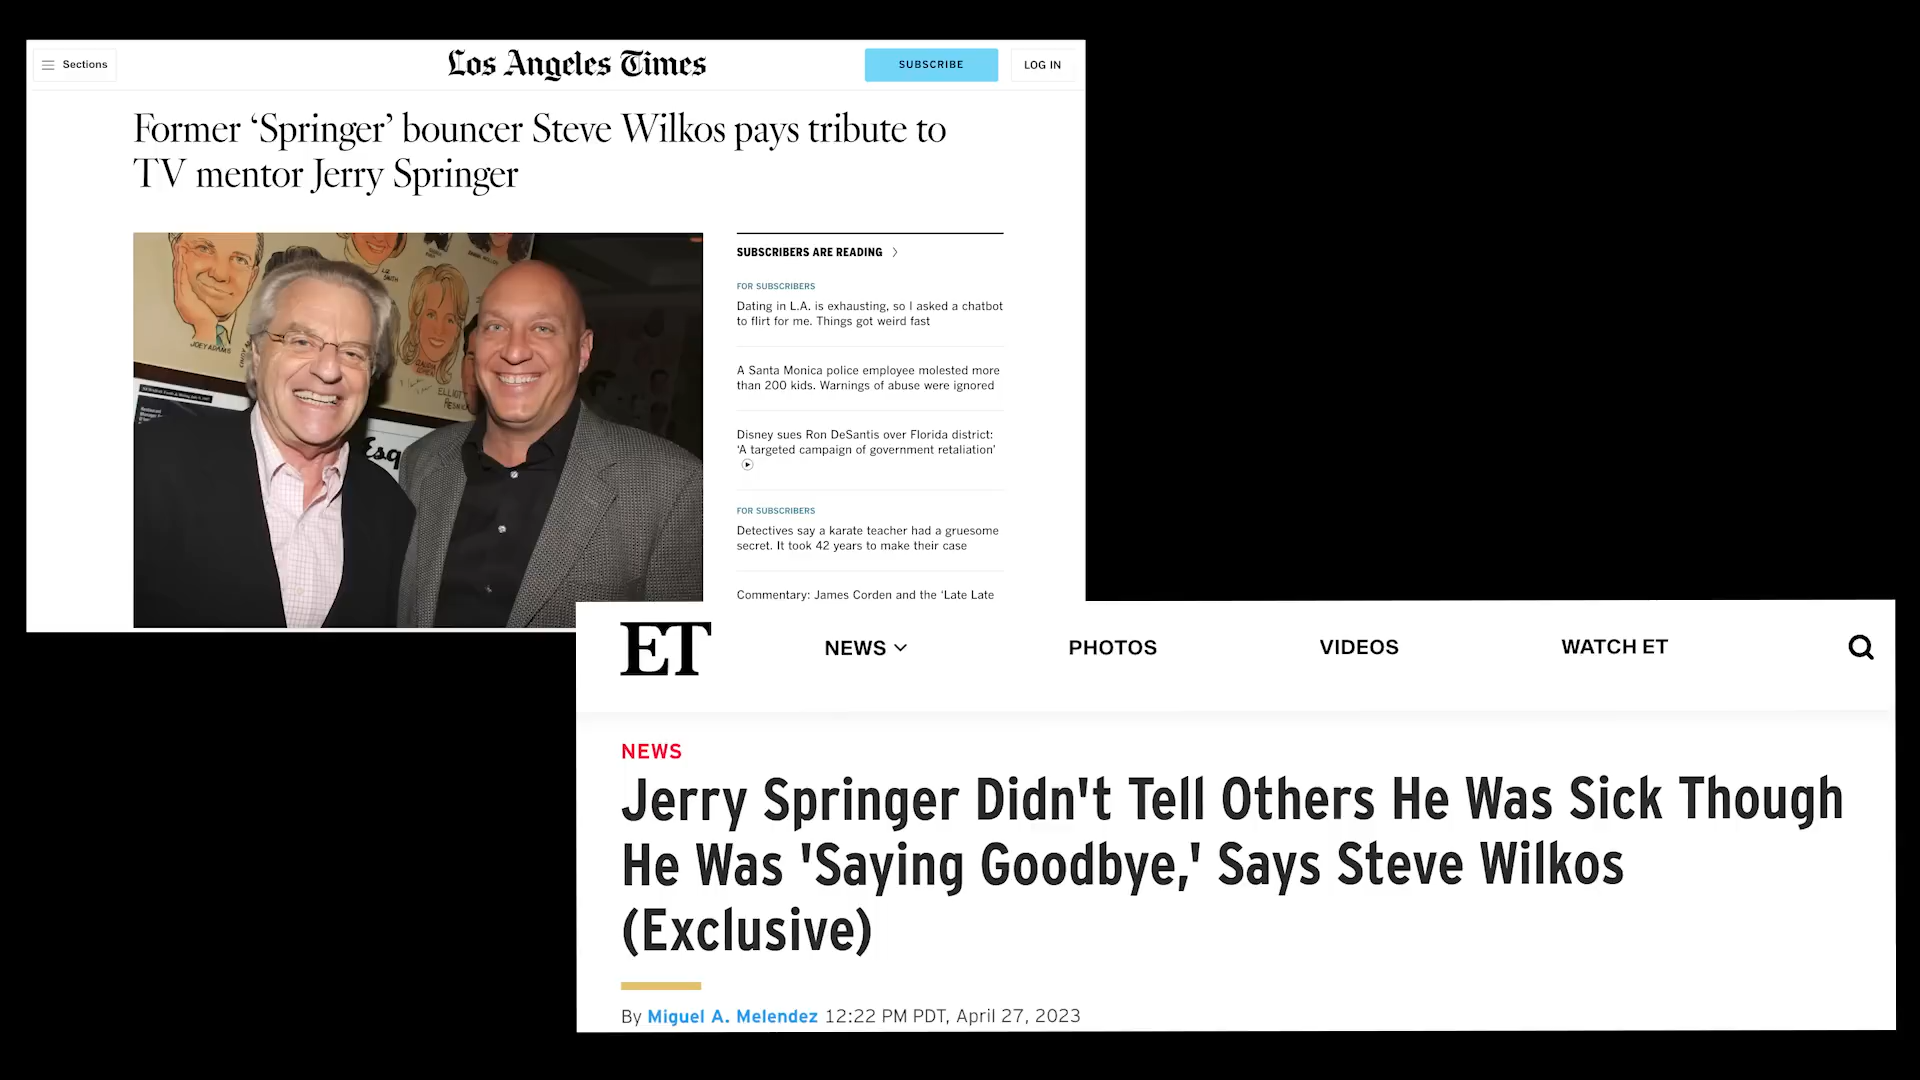 Sections
Los Angeles Times
SUBSCRIBE
LOG IN
Former ‘Springer’ bouncer Steve Wilkos pays tribute to
TV mentor Jerry Springer
LIZ
SMITH
JOEY ADAMS
ELLIOTT
Esq
SUBSCRIBERS ARE READING
FOR SUBSCRIBERS
Dating in L.A. is exhausting, so I asked a chatbot
to flirt for me. Things got weird fast
A Santa Monica police employee molested more
than 200 kids. Warnings of abuse were ignored
Disney sues Ron DeSantis over Florida district:
‘A targeted campaign of government retaliation’
FOR SUBSCRIBERS
Detectives say a karate teacher had a gruesome
secret. It took 42 years to make their case
Commentary: James Corden and the ‘Late Late
ET
NEWS
PHOTOS
VIDEOS
WATCH ET
NEWS
Jerry Springer Didn't Tell Others He Was Sick Though
He Was 'Saying Goodbye,' Says Steve Wilkos
(Exclusive)
By Miguel A. Melendez 12:22 PM PDT, April 27, 2023